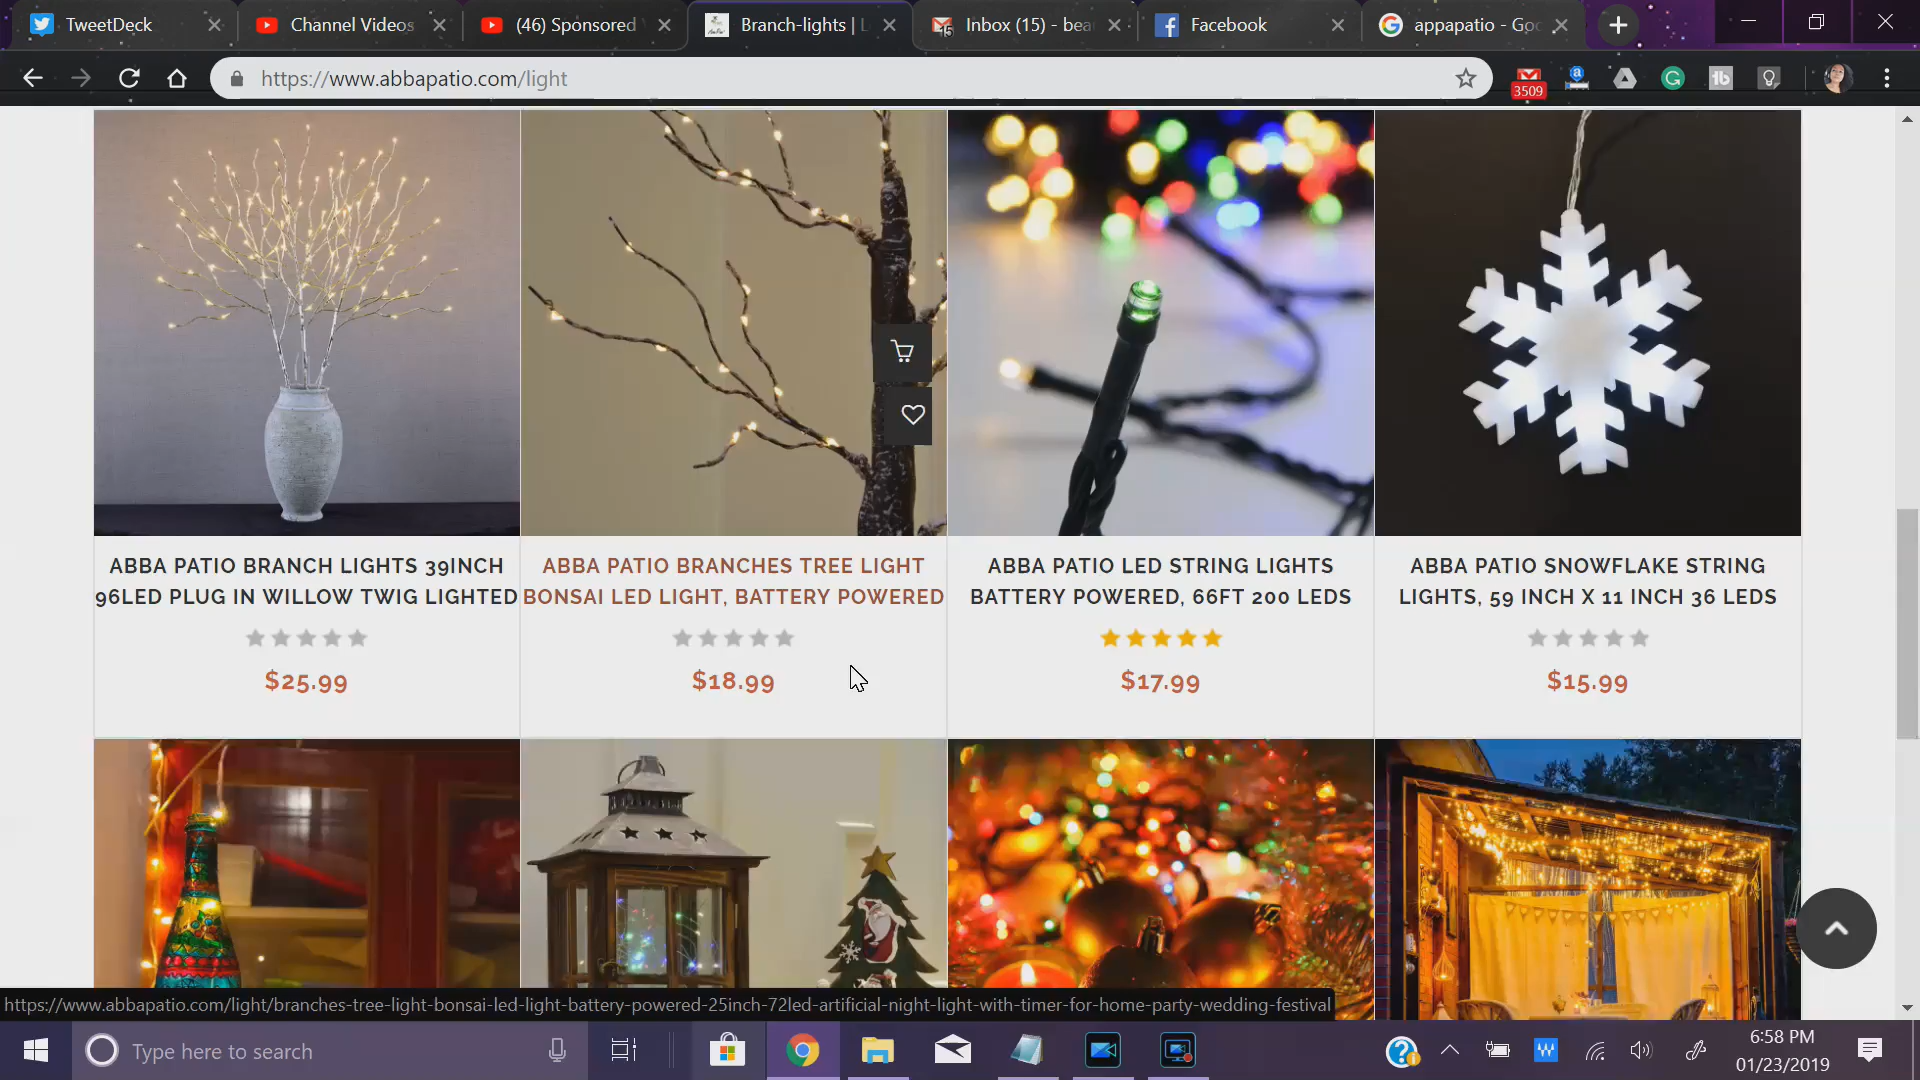 TweetDeck
Channel Videos
(46) Sponsored
Branch-lights |
Inbox (15) - bea
Facebook
appapatio - Goo
https://www.abbapatio.com/light
3509
ABBA PATIO BRANCH LIGHTS 39INCH
96LED PLUG IN WILLOW TWIG LIGHTED
$25.99
ABBA PATIO BRANCHES TREE LIGHT
BONSAI LED LIGHT, BATTERY POWERED
$18.99
ABBA PATIO LED STRING LIGHTS
BATTERY POWERED, 66FT 200 LEDS
$17.99
ABBA PATIO SNOWFLAKE STRING
LIGHTS, 59 INCH X 11 INCH 36 LEDS
$15.99
https://www.abbapatio.com/light/branches-tree-light-bonsai-led-light-battery-powered-25inch-72led-artificial-night-light-with-timer-for-home-party-wedding-festival
Type here to search
6:58 PM
01/23/2019